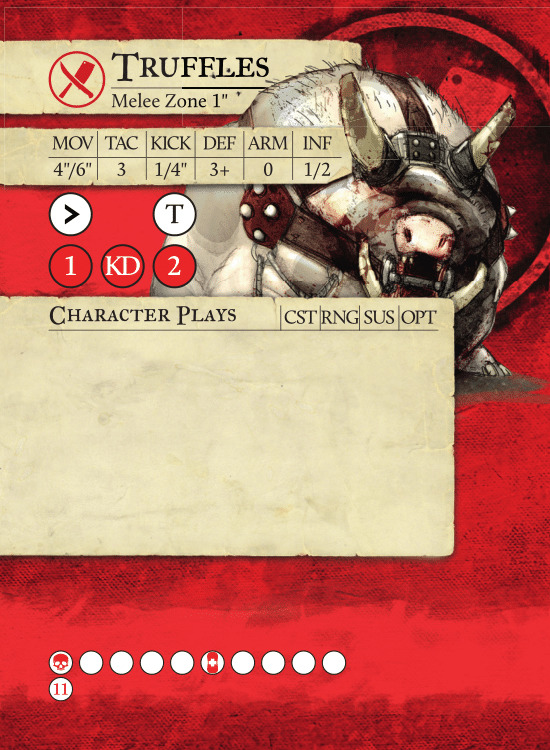 Truffles
Melee Zone 1"
MOV TAC KICK DEF ARM INF
4"/6" 3 1/4" 3+ 0 1/2
> T
1 KD 2
Character Plays CST RNG SUS OPT
11